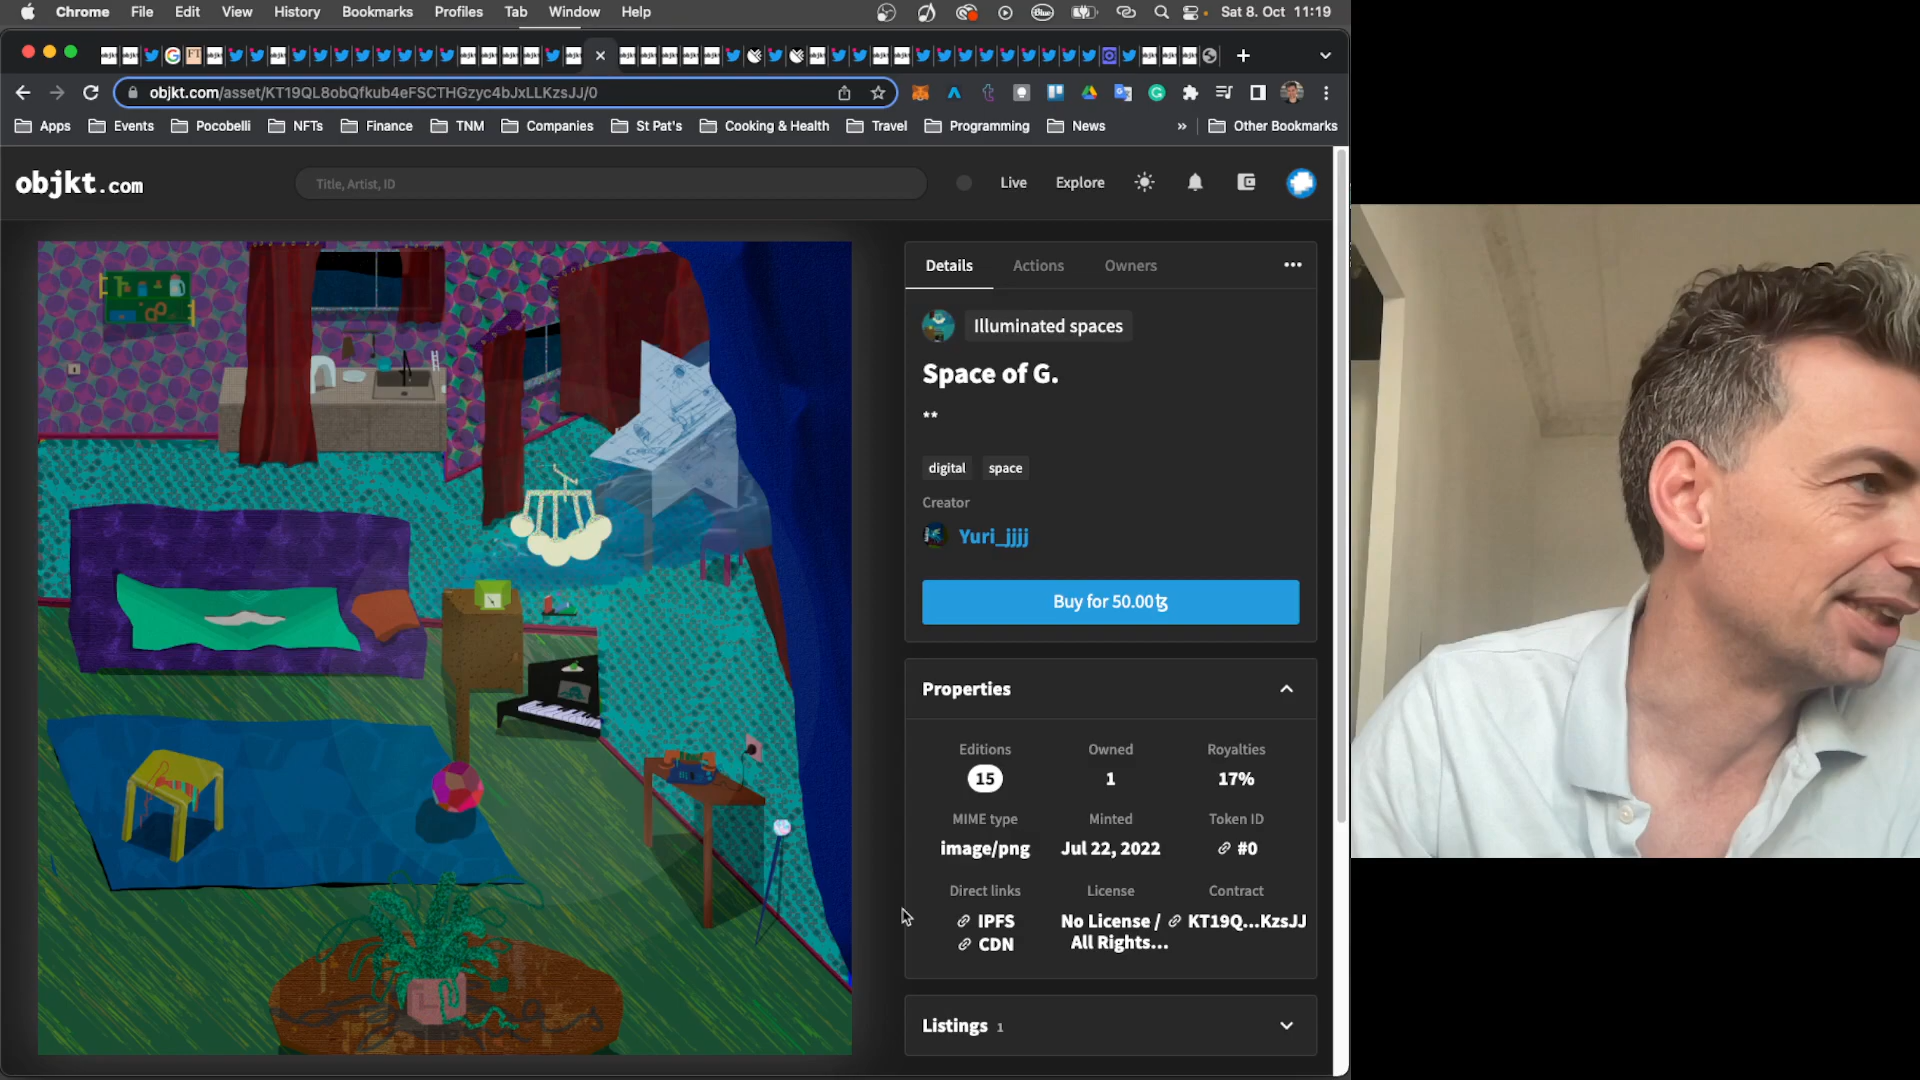 Chrome File Edit View History Bookmarks Profiles Tab Window Help Blue Sat 8. Oct 11:19
objkt.com/asset/KT19QL8obQfkub4eFSCTHGzyc4bJxLLKzsJJ/0
Apps Events Pocobelli NFTs Finance TNM Companies St Pat's Cooking & Health Travel Programming News » Other Bookmarks
objkt.com Title, Artist, ID Live Explore
Details Actions Owners
Illuminated spaces
Space of G.
**
digital space
Creator
Yuri_jjjj
Buy for 50.00ꜩ
Properties
Editions Owned Royalties
15 1 17%
MIME type Minted Token ID
image/png Jul 22, 2022 #0
Direct links License Contract
IPFS No License / KT19Q...KzsJJ
CDN All Rights...
Listings 1